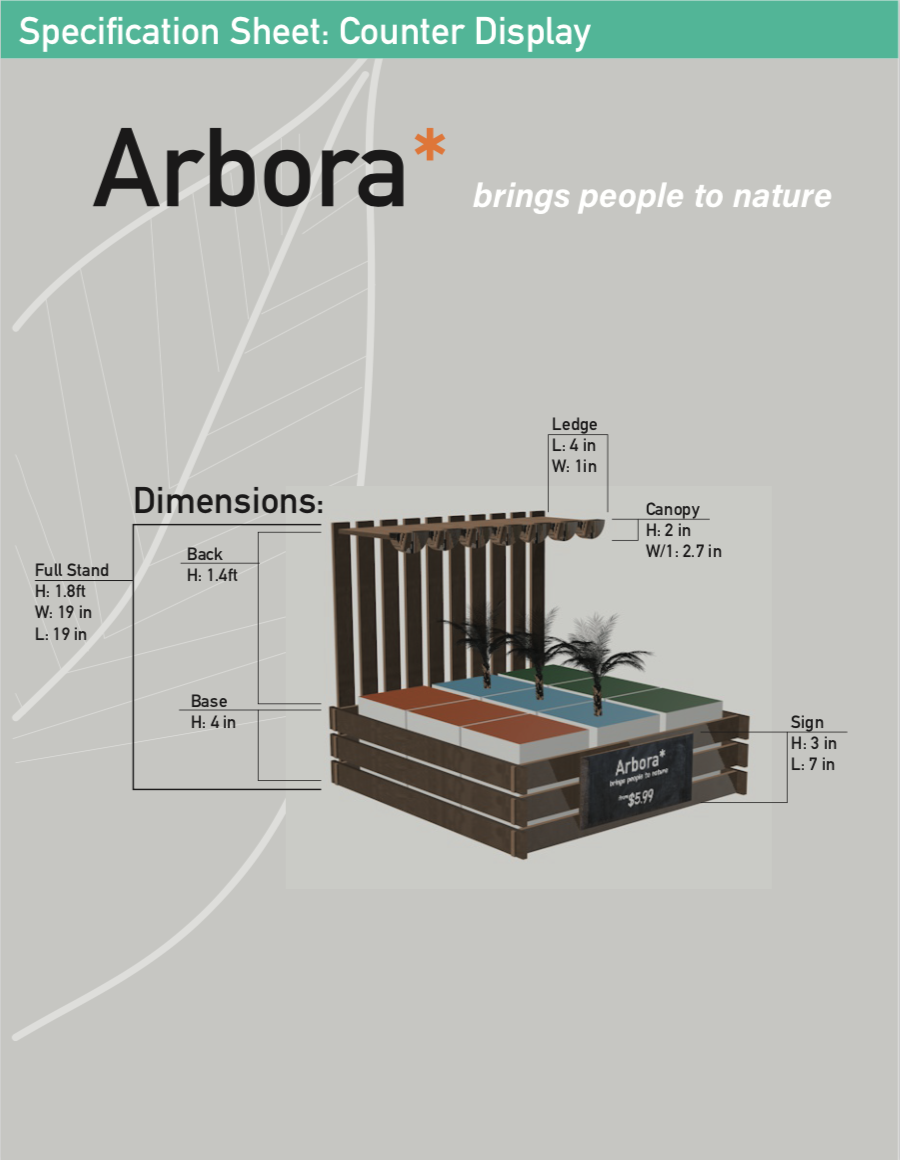 Specification Sheet: Counter Display
Arbora*
brings people to nature
Ledge
L: 4 in
W: 1in
Dimensions:
Canopy
H: 2 in
W/1: 2.7 in
Back
H: 1.4ft
Full Stand
H: 1.8ft
W: 19 in
L: 19 in
Base
H: 4 in
Sign
H: 3 in
L: 7 in
Arbora*
brings people to nature
From $5.99